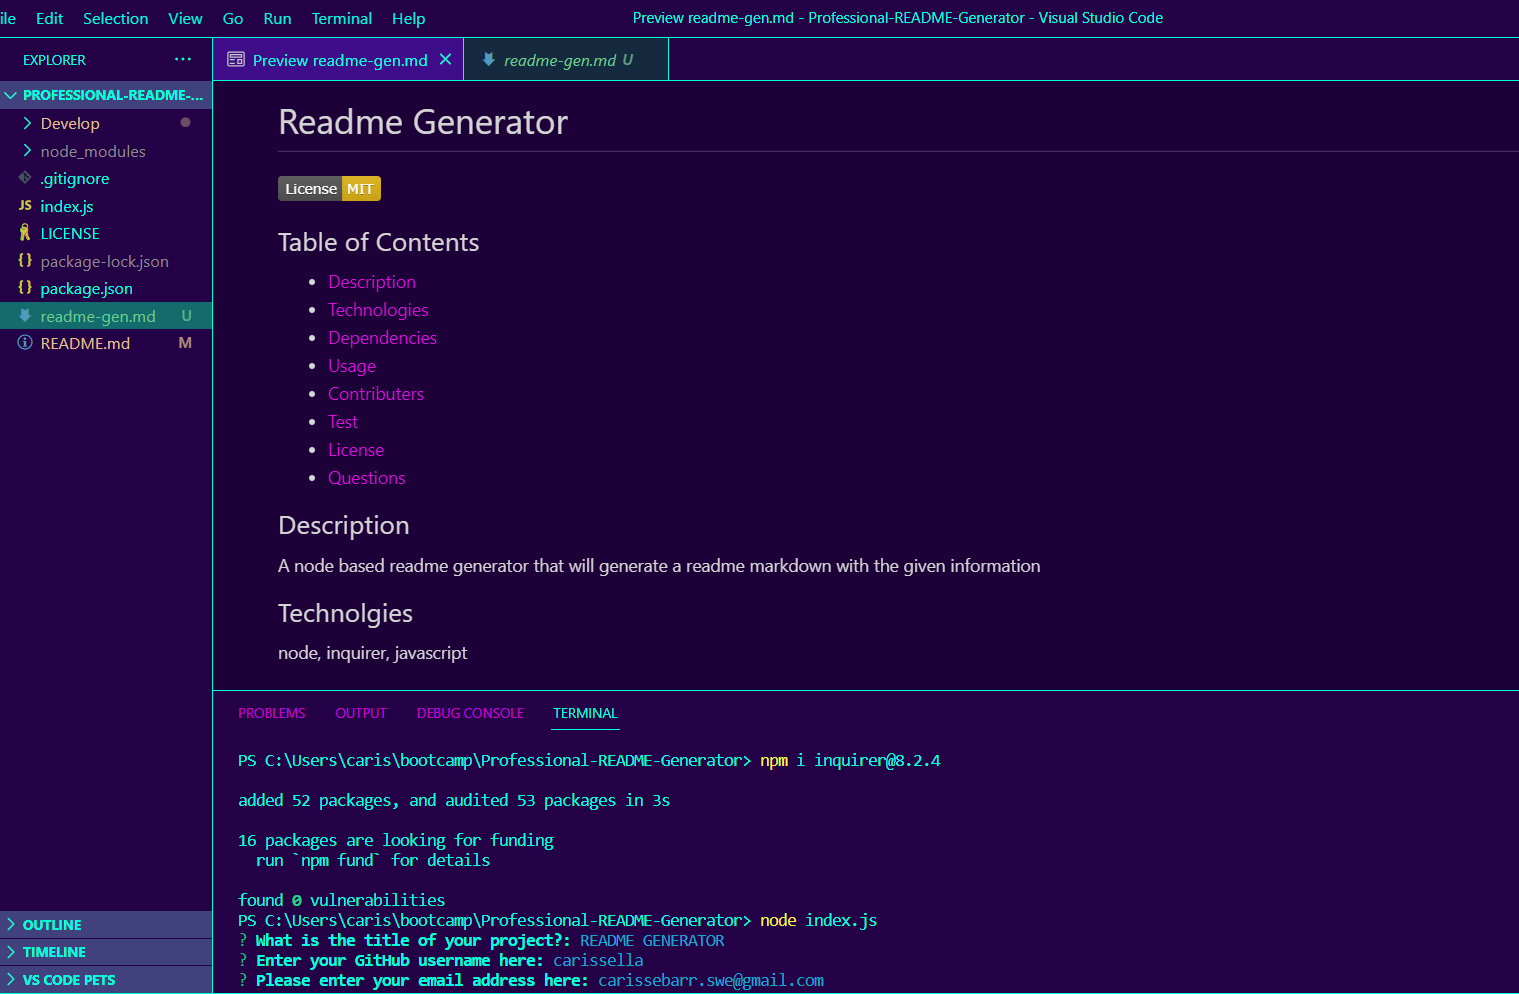 ile Edit Selection View Go Run Terminal Help
Preview readme-gen.md - Professional-README-Generator - Visual Studio Code
EXPLORER ...
PROFESSIONAL-README-...
Develop
node_modules
.gitignore
JS index.js
LICENSE
{} package-lock.json
{} package.json
readme-gen.md U
README.md M
OUTLINE
TIMELINE
VS CODE PETS
Preview readme-gen.md
readme-gen.md U
Readme Generator
License MIT
Table of Contents
• Description
• Technologies
• Dependencies
• Usage
• Contributers
• Test
• License
• Questions
Description
A node based readme generator that will generate a readme markdown with the given information
Technolgies
node, inquirer, javascript
PROBLEMS OUTPUT DEBUG CONSOLE TERMINAL
PS C:\Users\caris\bootcamp\Professional-README-Generator> npm i inquirer@8.2.4
added 52 packages, and audited 53 packages in 3s
16 packages are looking for funding
run `npm fund` for details
found 0 vulnerabilities
PS C:\Users\caris\bootcamp\Professional-README-Generator> node index.js
? What is the title of your project?: README GENERATOR
? Enter your GitHub username here: carissella
? Please enter your email address here: carissebarr.swe@gmail.com